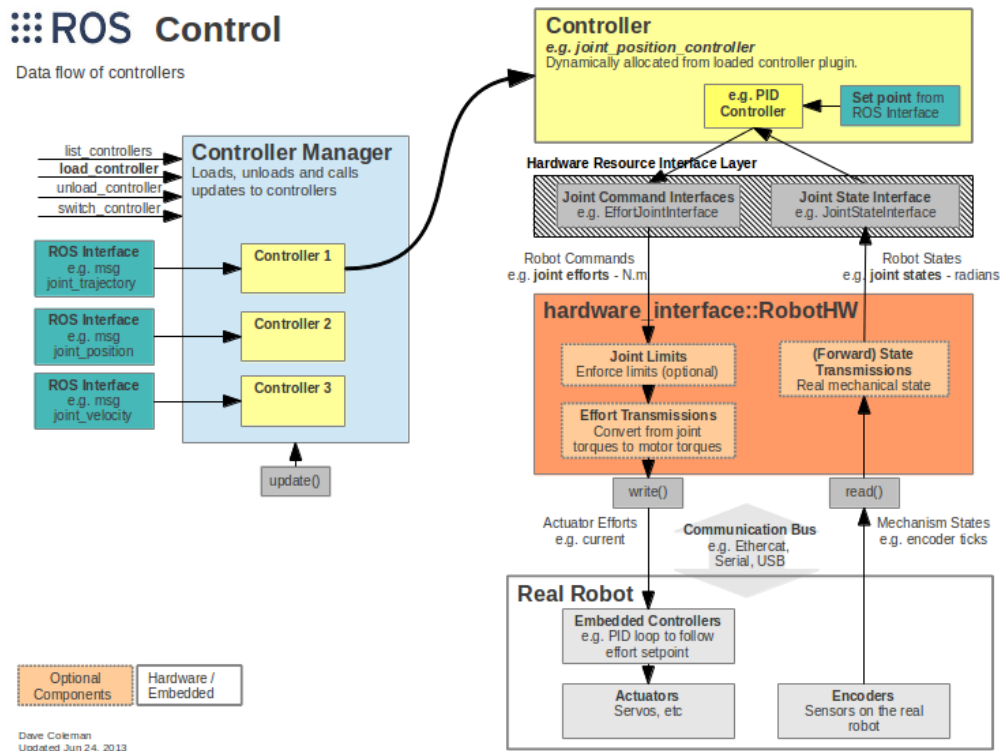 ROS Control
Data flow of controllers
list_controllers
load_controller
unload_controller
switch_controller
Controller Manager
Loads, unloads and calls
updates to controllers
ROS Interface
e.g. msg
joint_trajectory
Controller 1
ROS Interface
e.g. msg
joint_position
Controller 2
ROS Interface
e.g. msg
joint_velocity
Controller 3
update()
Controller
e.g. joint_position_controller
Dynamically allocated from loaded controller plugin.
e.g. PID
Controller
Set point from
ROS Interface
Hardware Resource Interface Layer
Joint Command Interfaces
e.g. EffortJointInterface
Joint State Interface
e.g. JointStateInterface
Robot Commands
e.g. joint efforts - N.m
Robot States
e.g. joint states - radians
hardware_interface::RobotHW
Joint Limits
Enforce limits (optional)
Effort Transmissions
Convert from joint
torques to motor torques
(Forward) State
Transmissions
Real mechanical state
write()
read()
Actuator Efforts
e.g. current
Communication Bus
e.g. Ethercat,
Serial, USB
Mechanism States
e.g. encoder ticks
Real Robot
Embedded Controllers
e.g. PID loop to follow
effort setpoint
Actuators
Servos, etc
Encoders
Sensors on the real
robot
Optional
Components
Hardware /
Embedded
Dave Coleman
Updated Jun 24, 2013